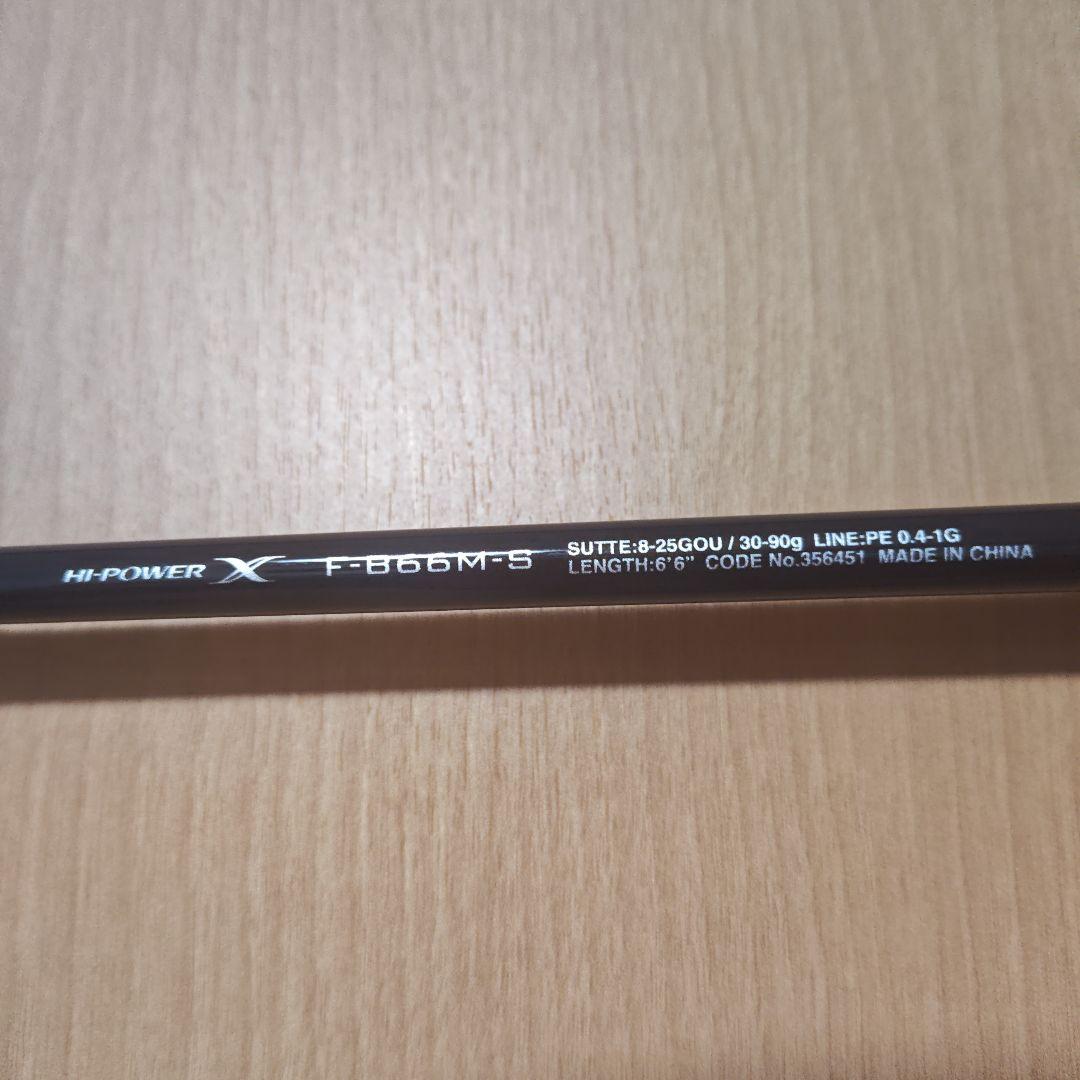 HI-POWER X F-B66M-S
SUTTE:8-25GOU / 30-90g LINE:PE 0.4-1G
LENGTH:6'6" CODE No.356451 MADE IN CHINA